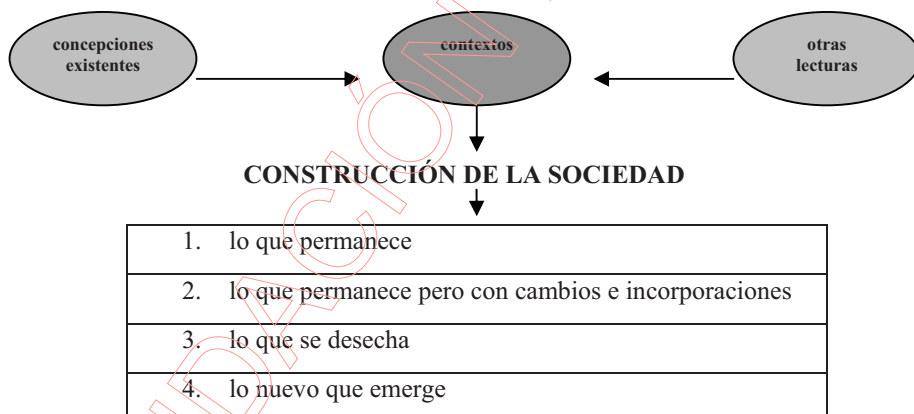 concepciones
existentes
contextos
otras
lecturas
CONSTRUCCIÓN DE LA SOCIEDAD
1. lo que permanece
2. lo que permanece pero con cambios e incorporaciones
3. lo que se desecha
4. lo nuevo que emerge